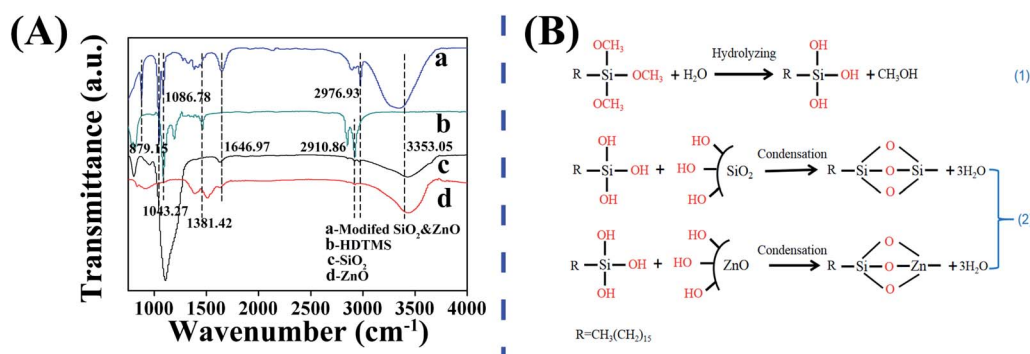 (A)
Transmittance (a.u.)
a
1086.78
2976.93
b
879.15
1646.97
2910.86
3353.05
c
d
1043.27
1381.42
a-Modifed SiO₂&ZnO
b-HDTMS
c-SiO₂
d-ZnO
1000 1500 2000 2500 3000 3500 4000
Wavenumber (cm⁻¹)
(B)
OCH₃
R—Si—OCH₃ + H₂O Hydrolyzing R—Si—OH + CH₃OH (1)
OCH₃
OH
OH
OH
HO
R—Si—OH + HO SiO₂ Condensation R—Si—O—Si— + 3H₂O
OH
HO
O
O
(2
OH
HO
R—Si—OH + HO ZnO Condensation R—Si—O—Zn— + 3H₂O
OH
HO
O
O
R=CH₃(CH₂)₁₅